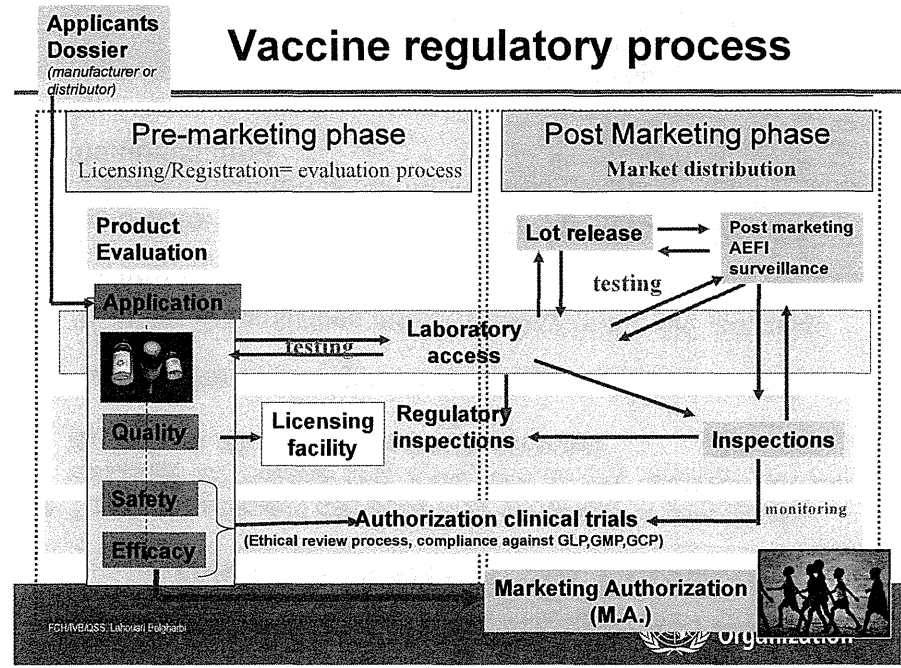 Applicants
Dossier
(manufacturer or
distributor)
Vaccine regulatory process
Pre-marketing phase
Licensing/Registration= evaluation process
Post Marketing phase
Market distribution
Product
Evaluation
Lot release
Post marketing
AEFI
surveillance
testing
Application
testing
Laboratory
access
Quality
Licensing
facility
Regulatory
inspections
Inspections
Safety
Efficacy
Authorization clinical trials
(Ethical review process, compliance against GLP,GMP,GCP)
monitoring
Marketing Authorization
(M.A.)
FCH/IVB/QSS, Lahouari Belgharbi
Organization